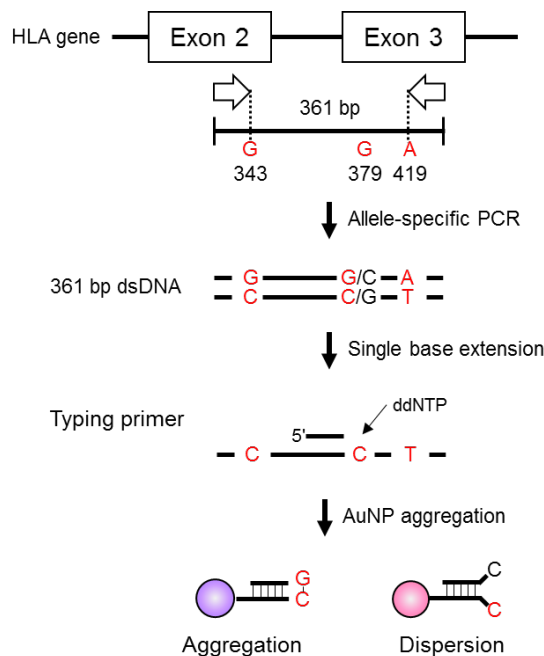 HLA gene Exon 2 Exon 3
361 bp
G G A
343 379 419
Allele-specific PCR
G G/C A
361 bp dsDNA
C C/G T
Single base extension
ddNTP
Typing primer
5'
C C T
AuNP aggregation
G C
C C
Aggregation Dispersion